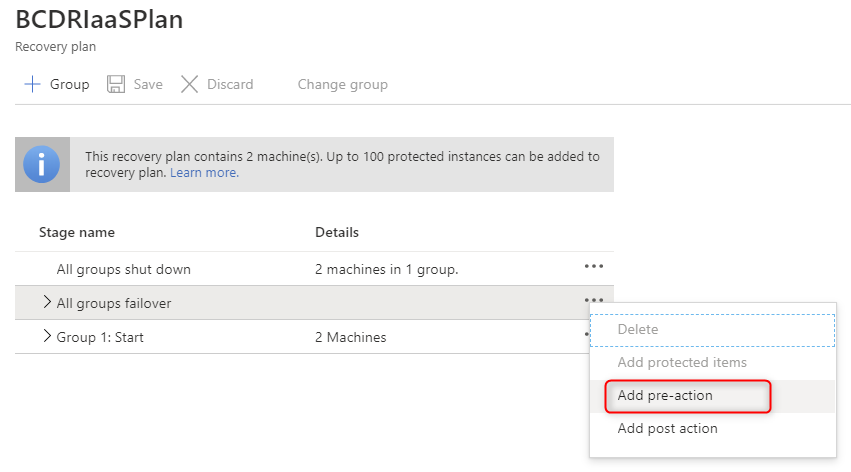 BCDRIaaSPlan
Recovery plan
Group Save Discard Change group
This recovery plan contains 2 machine(s). Up to 100 protected instances can be added to
recovery plan. Learn more.
Stage name Details
All groups shut down 2 machines in 1 group.
All groups failover
Group 1: Start 2 Machines
Delete
Add protected items
Add pre-action
Add post action